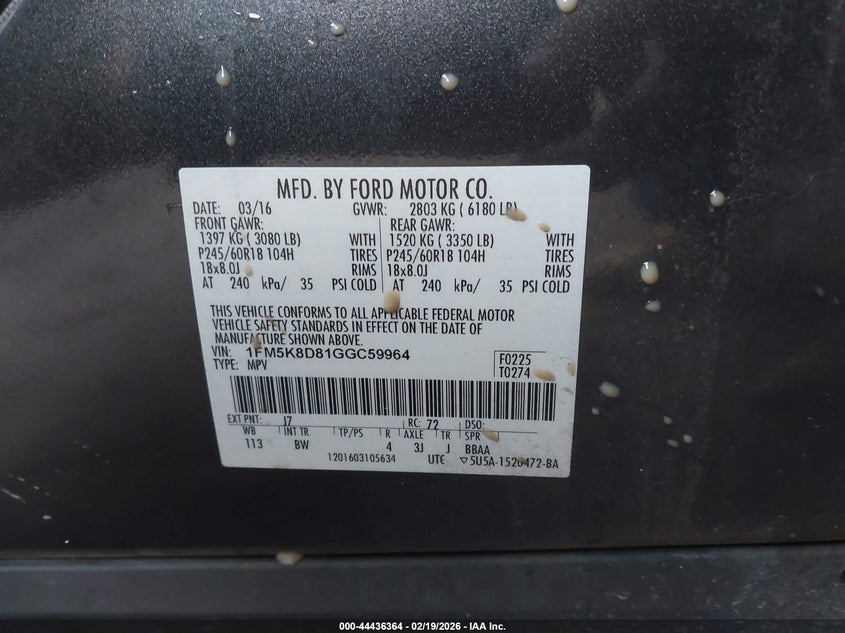 MFD. BY FORD MOTOR CO.
DATE: 03/16 GVWR: 2803 KG ( 6180 LB)
FRONT GAWR: REAR GAWR:
1397 KG ( 3080 LB) WITH 1520 KG ( 3350 LB) WITH
P245/60R18 104H TIRES P245/60R18 104H TIRES
18x8.0J RIMS 18x8.0J RIMS
AT 240 kPa/ 35 PSI COLD AT 240 kPa/ 35 PSI COLD
THIS VEHICLE CONFORMS TO ALL APPLICABLE FEDERAL MOTOR
VEHICLE SAFETY STANDARDS IN EFFECT ON THE DATE OF
MANUFACTURE SHOWN ABOVE.
VIN: 1FM5K8D81GGC59964 F0225
TYPE: MPV T0274
EXT PNT: J7 RC: 72 DSO:
WB INT TR TP/PS R AXLE TR SPR
113 BW 4 3J J BBAA
1201603105634 UTC ▽5U5A-1520472-BA
000-44436364 - 02/19/2026 - IAA Inc.